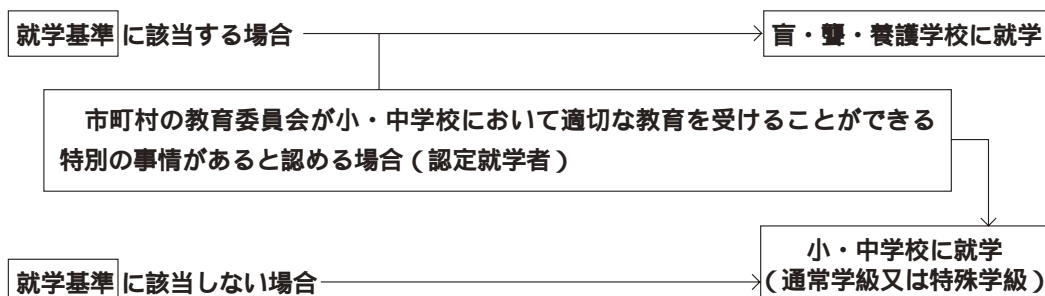 就学基準に該当する場合
盲・聾・養護学校に就学
市町村の教育委員会が小・中学校において適切な教育を受けることができる
特別の事情があると認める場合（認定就学者）
小・中学校に就学
（通常学級又は特殊学級）
就学基準に該当しない場合